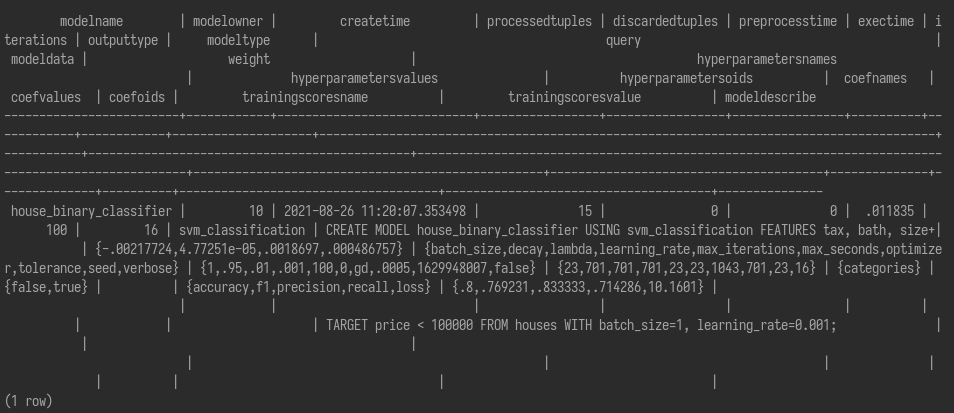 modelname | modelowner | createtime | processedtuples | discardedtuples | preprocesstime | exectime | i
terations | outputtype | modeltype | query |
modeldata | weight | hyperparametersnames
| hyperparametersvalues | hyperparametersoids | coefnames |
coefvalues | coefoids | trainingscoresname | trainingscoresvalue | modeldescribe
-------------------------+------------+----------------------------+-----------------+-----------------+----------------+----------+--
----------+------------+--------------------+----------------------------------------------------------------------------------------+
-----------+----------------------------------------------+---------------------------------------------------------------------------
--------------------------+--------------------------------------------------+---------------------------------------+--------------+-
-------------+----------+-------------------------------------+--------------------------------------+---------------
house_binary_classifier | 10 | 2021-08-26 11:20:07.353498 | 15 | 0 | 0 | .011835 |
100 | 16 | svm_classification | CREATE MODEL house_binary_classifier USING svm_classification FEATURES tax, bath, size+|
| {-.00217724,4.77251e-05,.0018697,.000486757} | {batch_size,decay,lambda,learning_rate,max_iterations,max_seconds,optimize
r,tolerance,seed,verbose} | {1,.95,.01,.001,100,0,gd,.0005,1629948007,false} | {23,701,701,701,23,23,1043,701,23,16} | {categories} |
{false,true} | | {accuracy,f1,precision,recall,loss} | {.8,.769231,.833333,.714286,10.1601} |
| | | | | | |
| | | TARGET price < 100000 FROM houses WITH batch_size=1, learning_rate=0.001; |
| |
| | | |
| | | |
(1 row)